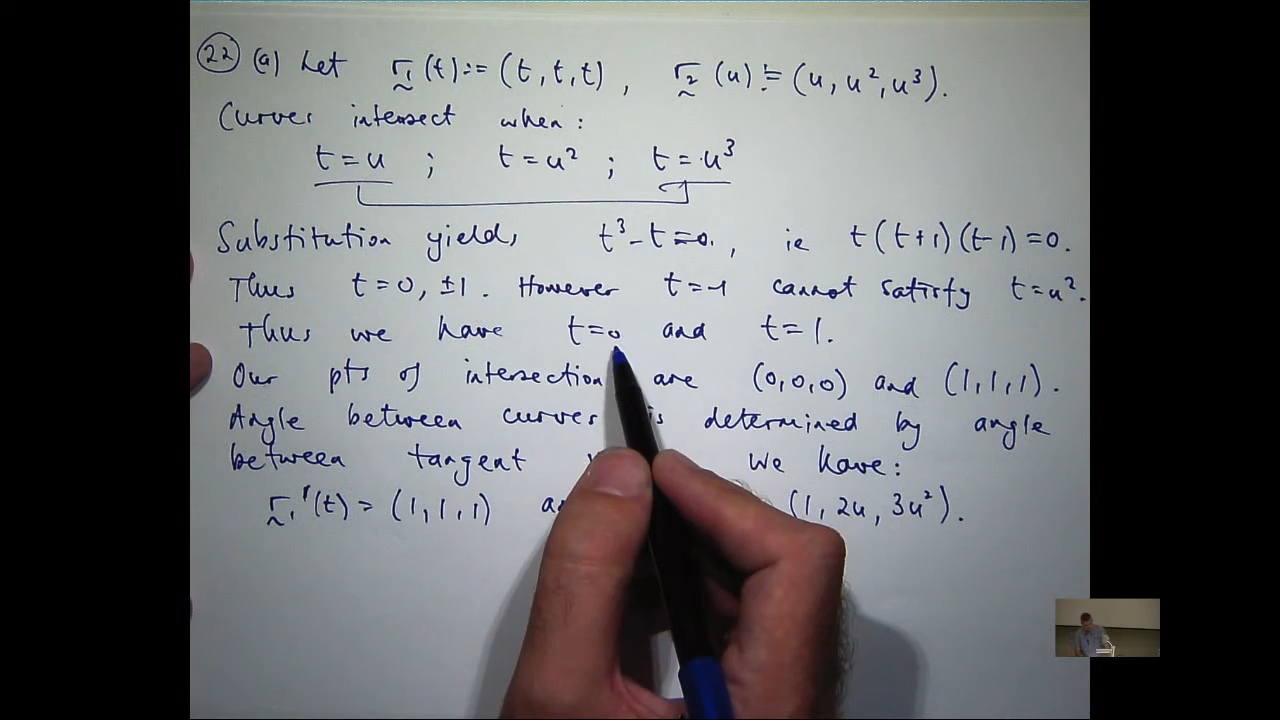 22 (a) Let r₁(t):=(t,t,t), r₂(u):=(u,u²,u³).
Curves intersect when:
t=u ; t=u² ; t=u³
Substitution yields t³-t=0, ie t(t+1)(t-1)=0.
Thus t=0,±1. However t=-1 cannot satisfy t=u².
Thus we have t=0 and t=1.
Our pts of intersection are (0,0,0) and (1,1,1).
Angle between curves is determined by angle
between tangent We have:
r₁'(t)=(1,1,1) (1,2u,3u²).